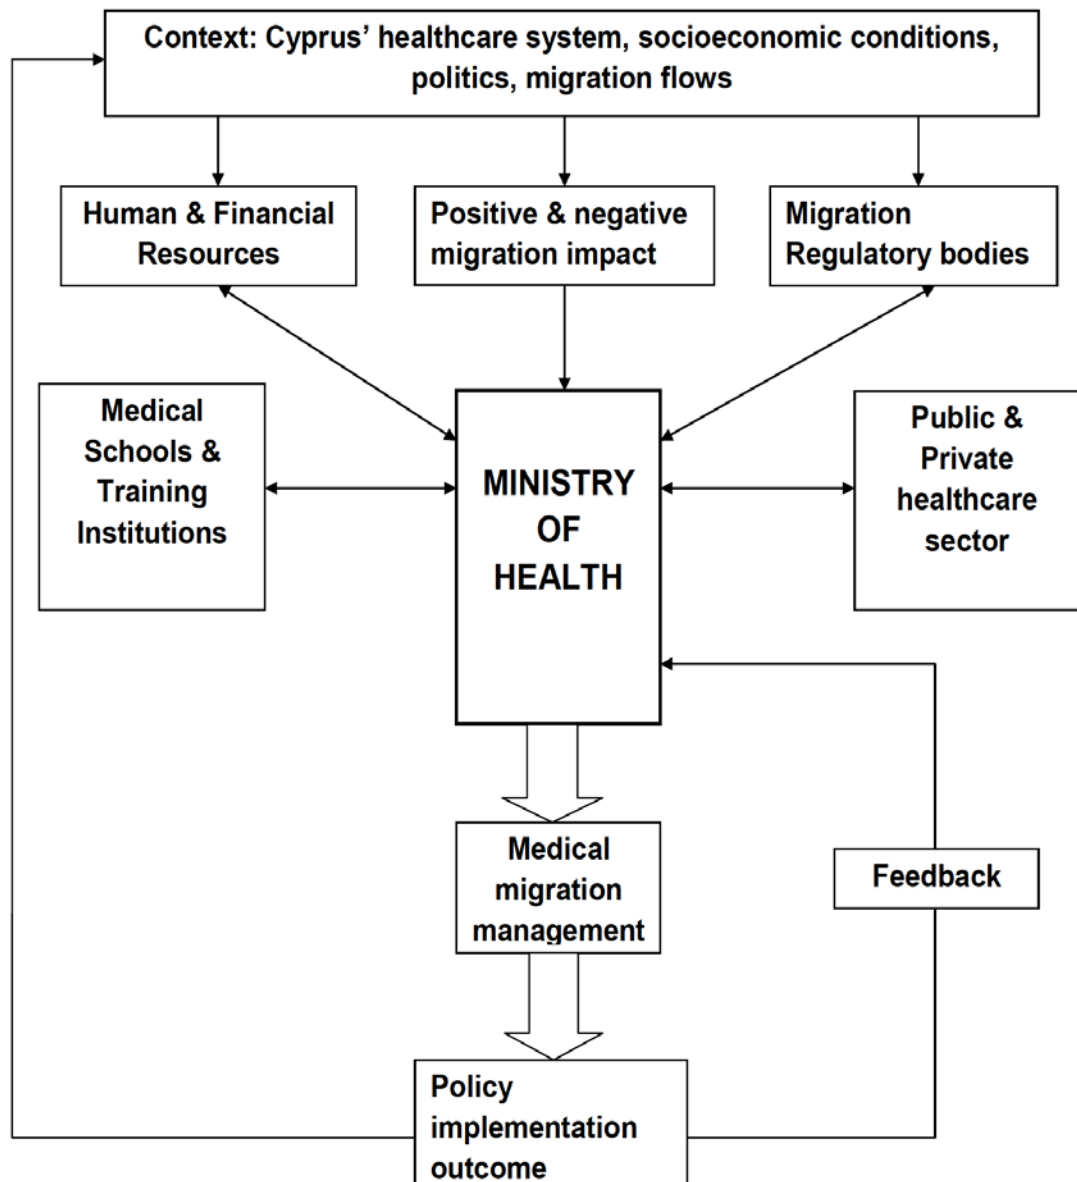 Context: Cyprus’ healthcare system, socioeconomic conditions,
politics, migration flows
Human & Financial
Resources
Positive & negative
migration impact
Migration
Regulatory bodies
Medical
Schools &
Training
Institutions
MINISTRY
OF
HEALTH
Public &
Private
healthcare
sector
Medical
migration
management
Feedback
Policy
implementation
outcome